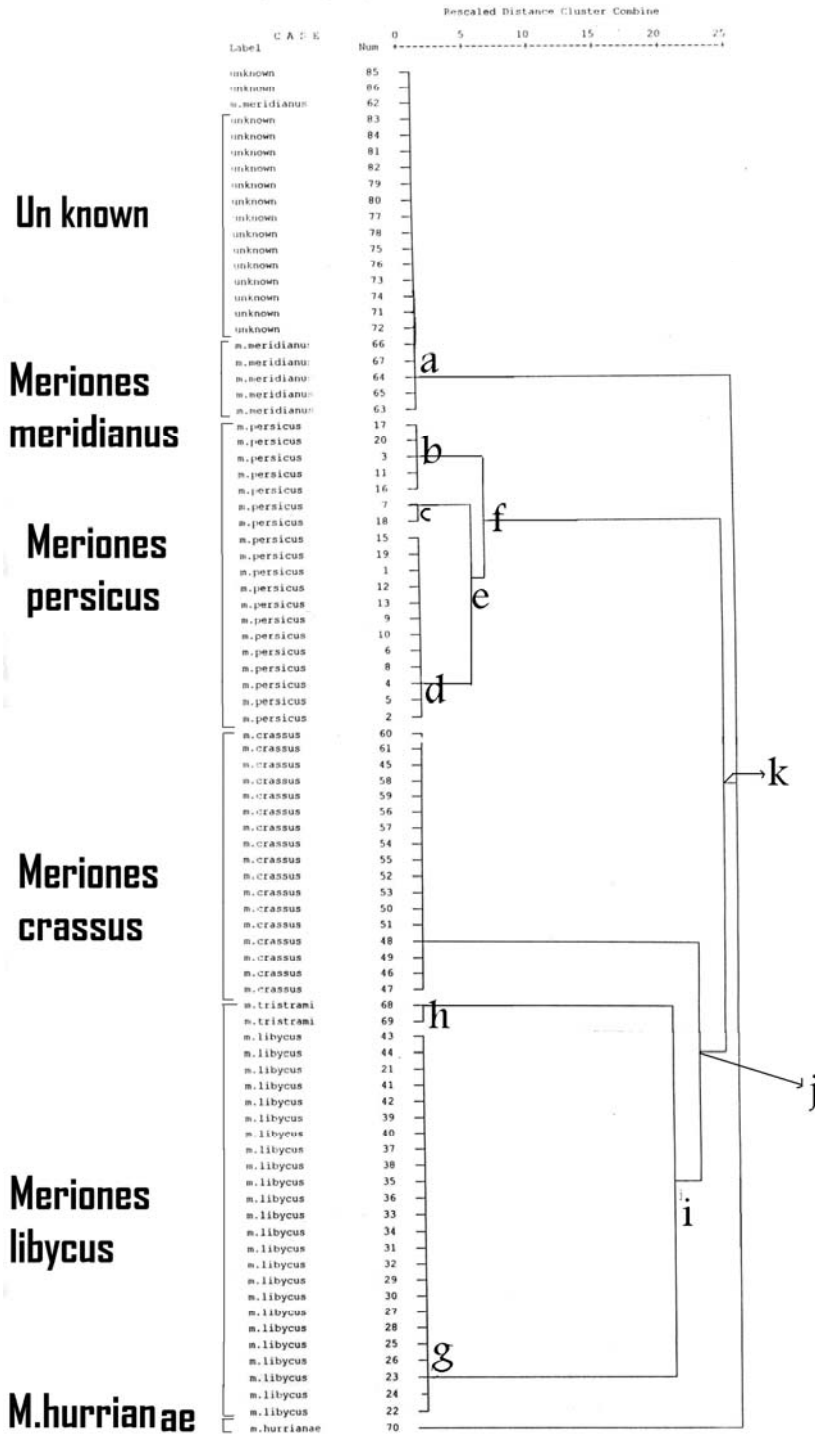 Rescaled Distance Cluster Combine
C A S E 0 5 10 15 20 25
Label Num
unknown 85
unknown 86
m.meridianus 62
unknown 83
unknown 84
unknown 81
unknown 82
unknown 79
unknown 80
Un known
unknown 77
unknown 78
unknown 75
unknown 76
unknown 73
unknown 74
unknown 71
unknown 72
m.meridianus 66
m.meridianus 67 a
Meriones
m.meridianus 64
m.meridianus 65
meridianus
m.meridianus 63
m.persicus 17
m.persicus 20
m.persicus 3 b
m.persicus 11
m.persicus 16
m.persicus 7
c
m.persicus 18 f
Meriones
m.persicus 15
m.persicus 19
m.persicus 1
persicus
m.persicus 12 e
m.persicus 13
m.persicus 9
m.persicus 10
m.persicus 6
m.persicus 8
m.persicus 4 d
m.persicus 5
m.persicus 2
m.crassus 60
m.crassus 61
m.crassus 45
k
m.crassus 58
m.crassus 59
m.crassus 56
m.crassus 57
m.crassus 54
m.crassus 55
Meriones
m.crassus 52
m.crassus 53
m.crassus 50
crassus
m.crassus 51
m.crassus 48
m.crassus 49
m.crassus 46
m.crassus 47
m.tristrami 68
h
m.tristrami 69
m.libycus 43
m.libycus 44
m.libycus 21
m.libycus 41
j
m.libycus 42
m.libycus 39
m.libycus 40
m.libycus 37
m.libycus 38
m.libycus 35
Meriones
m.libycus 36
m.libycus 33 i
m.libycus 34
libycus
m.libycus 31
m.libycus 32
m.libycus 29
m.libycus 30
m.libycus 27
m.libycus 28
m.libycus 25
m.libycus 26 g
m.libycus 23
m.libycus 24
m.libycus 22
M.hurrian ae
m.hurrianae 70